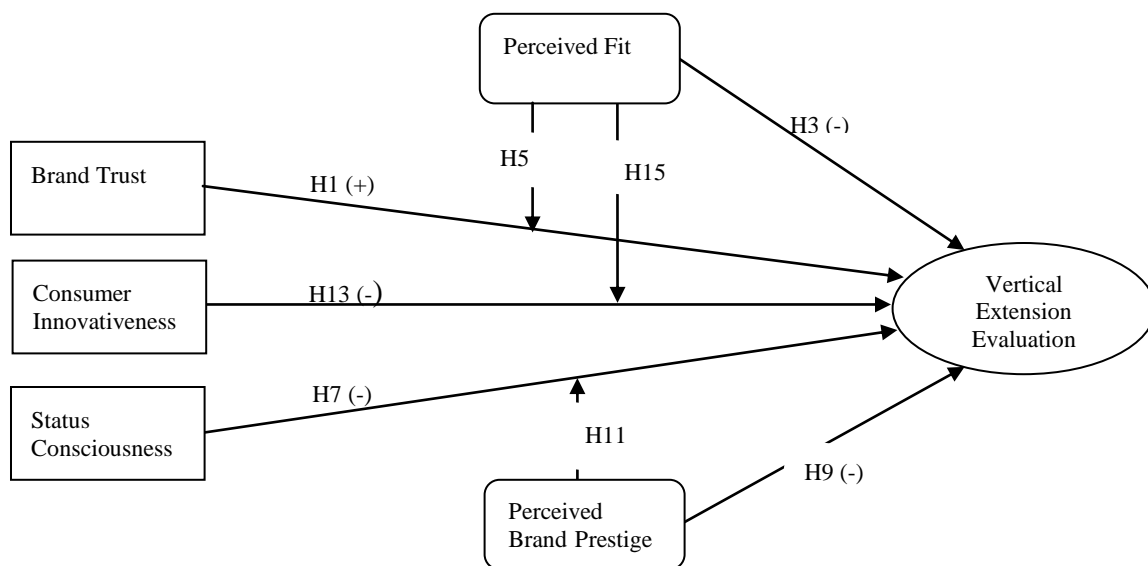 Perceived Fit
H3 (-)
H5
H15
Brand Trust
H1 (+)
Consumer
Innovativeness
H13 (-)
Vertical
Extension
Evaluation
Status
Consciousness
H7 (-)
H11
H9 (-)
Perceived
Brand Prestige